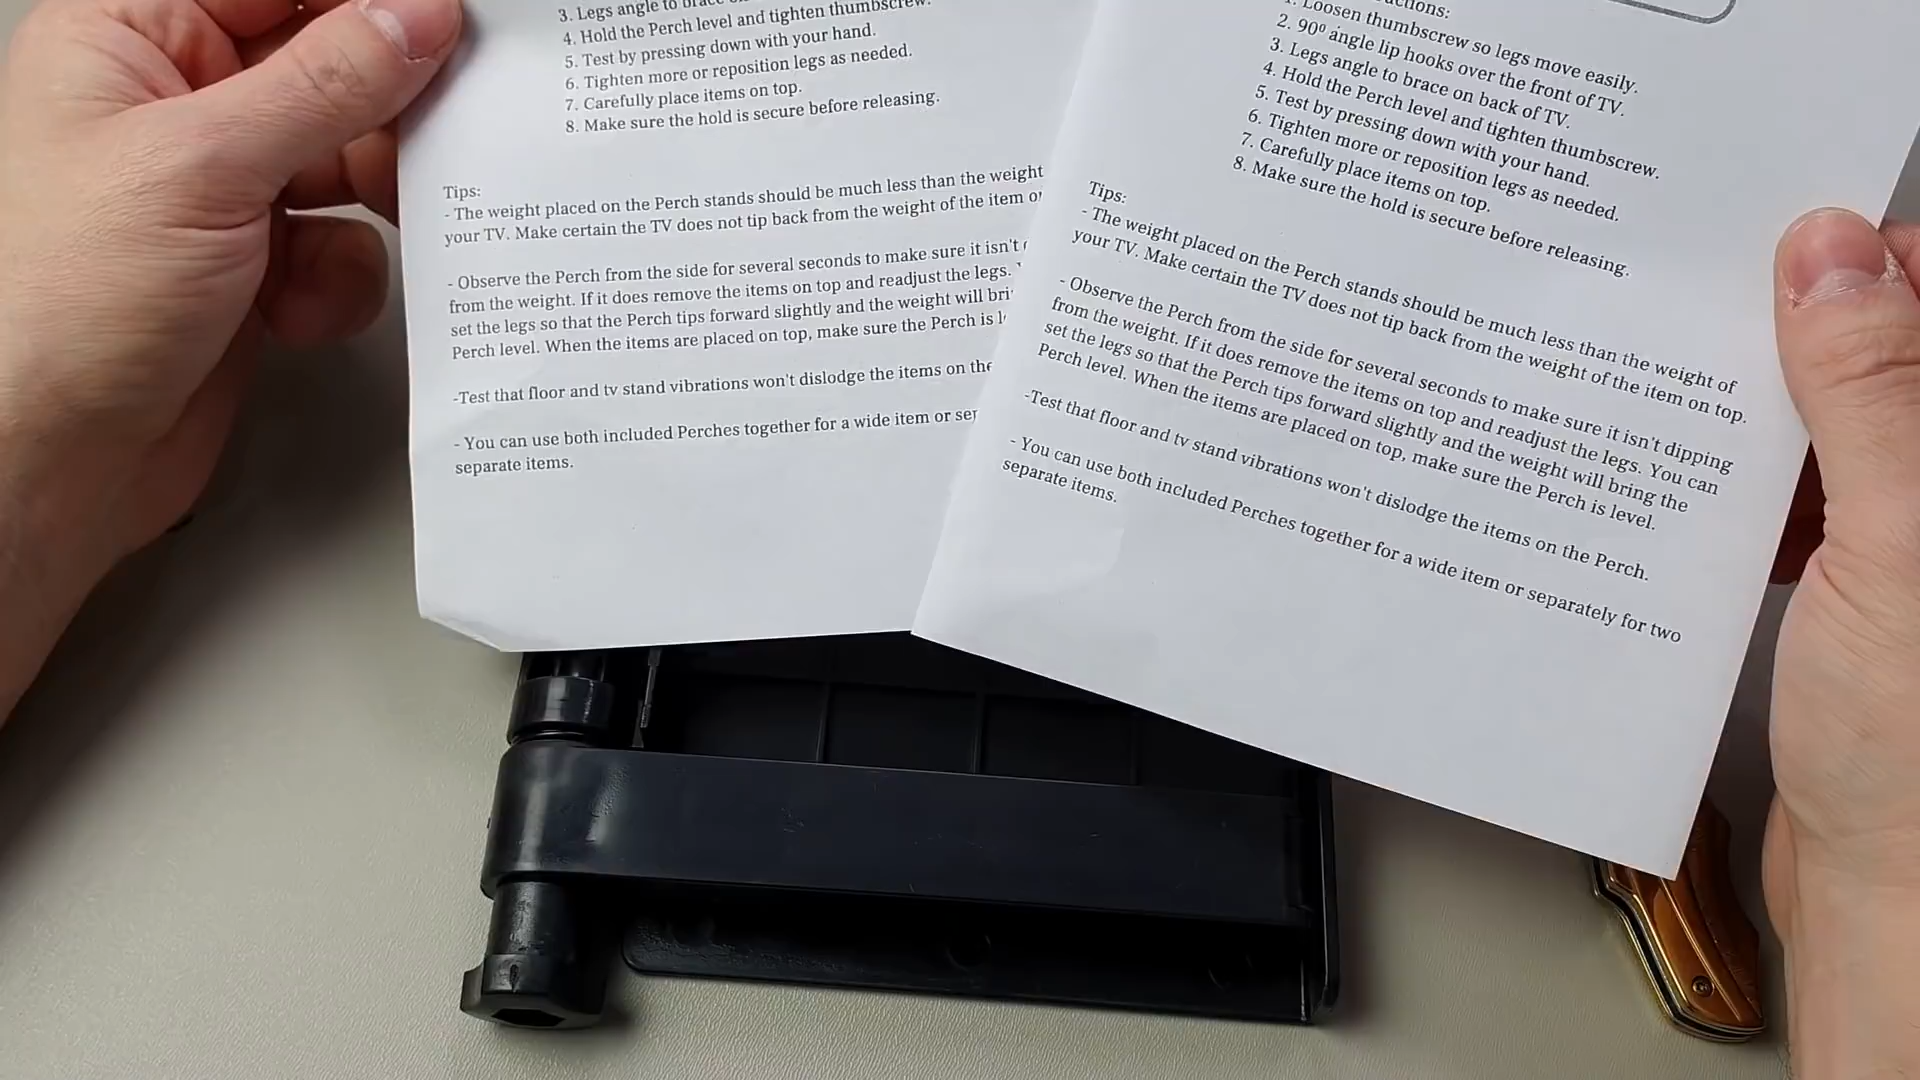 3. Legs angle to brace
4. Hold the Perch level and tighten thumbscrew.
5. Test by pressing down with your hand.
6. Tighten more or reposition legs as needed.
7. Carefully place items on top.
8. Make sure the hold is secure before releasing.
Tips:
- The weight placed on the Perch stands should be much less than the weight
your TV. Make certain the TV does not tip back from the weight of the item
- Observe the Perch from the side for several seconds to make sure it isn't
from the weight. If it does remove the items on top and readjust the legs.
set the legs so that the Perch tips forward slightly and the weight will
Perch level. When the items are placed on top, make sure the Perch is
-Test that floor and tv stand vibrations won't dislodge the items on the
- You can use both included Perches together for a wide item or
separate items.
1. Loosen thumbscrew so legs move easily.
2. 90º angle lip hooks over the front of TV.
3. Legs angle to brace on back of TV.
4. Hold the Perch level and tighten thumbscrew.
5. Test by pressing down with your hand.
6. Tighten more or reposition legs as needed.
7. Carefully place items on top.
8. Make sure the hold is secure before releasing.
Tips:
- The weight placed on the Perch stands should be much less than the weight of
your TV. Make certain the TV does not tip back from the weight of the item on top.
- Observe the Perch from the side for several seconds to make sure it isn't dipping
from the weight. If it does remove the items on top and readjust the legs. You can
set the legs so that the Perch tips forward slightly and the weight will bring the
Perch level. When the items are placed on top, make sure the Perch is level.
-Test that floor and tv stand vibrations won't dislodge the items on the Perch.
- You can use both included Perches together for a wide item or separately for two
separate items.